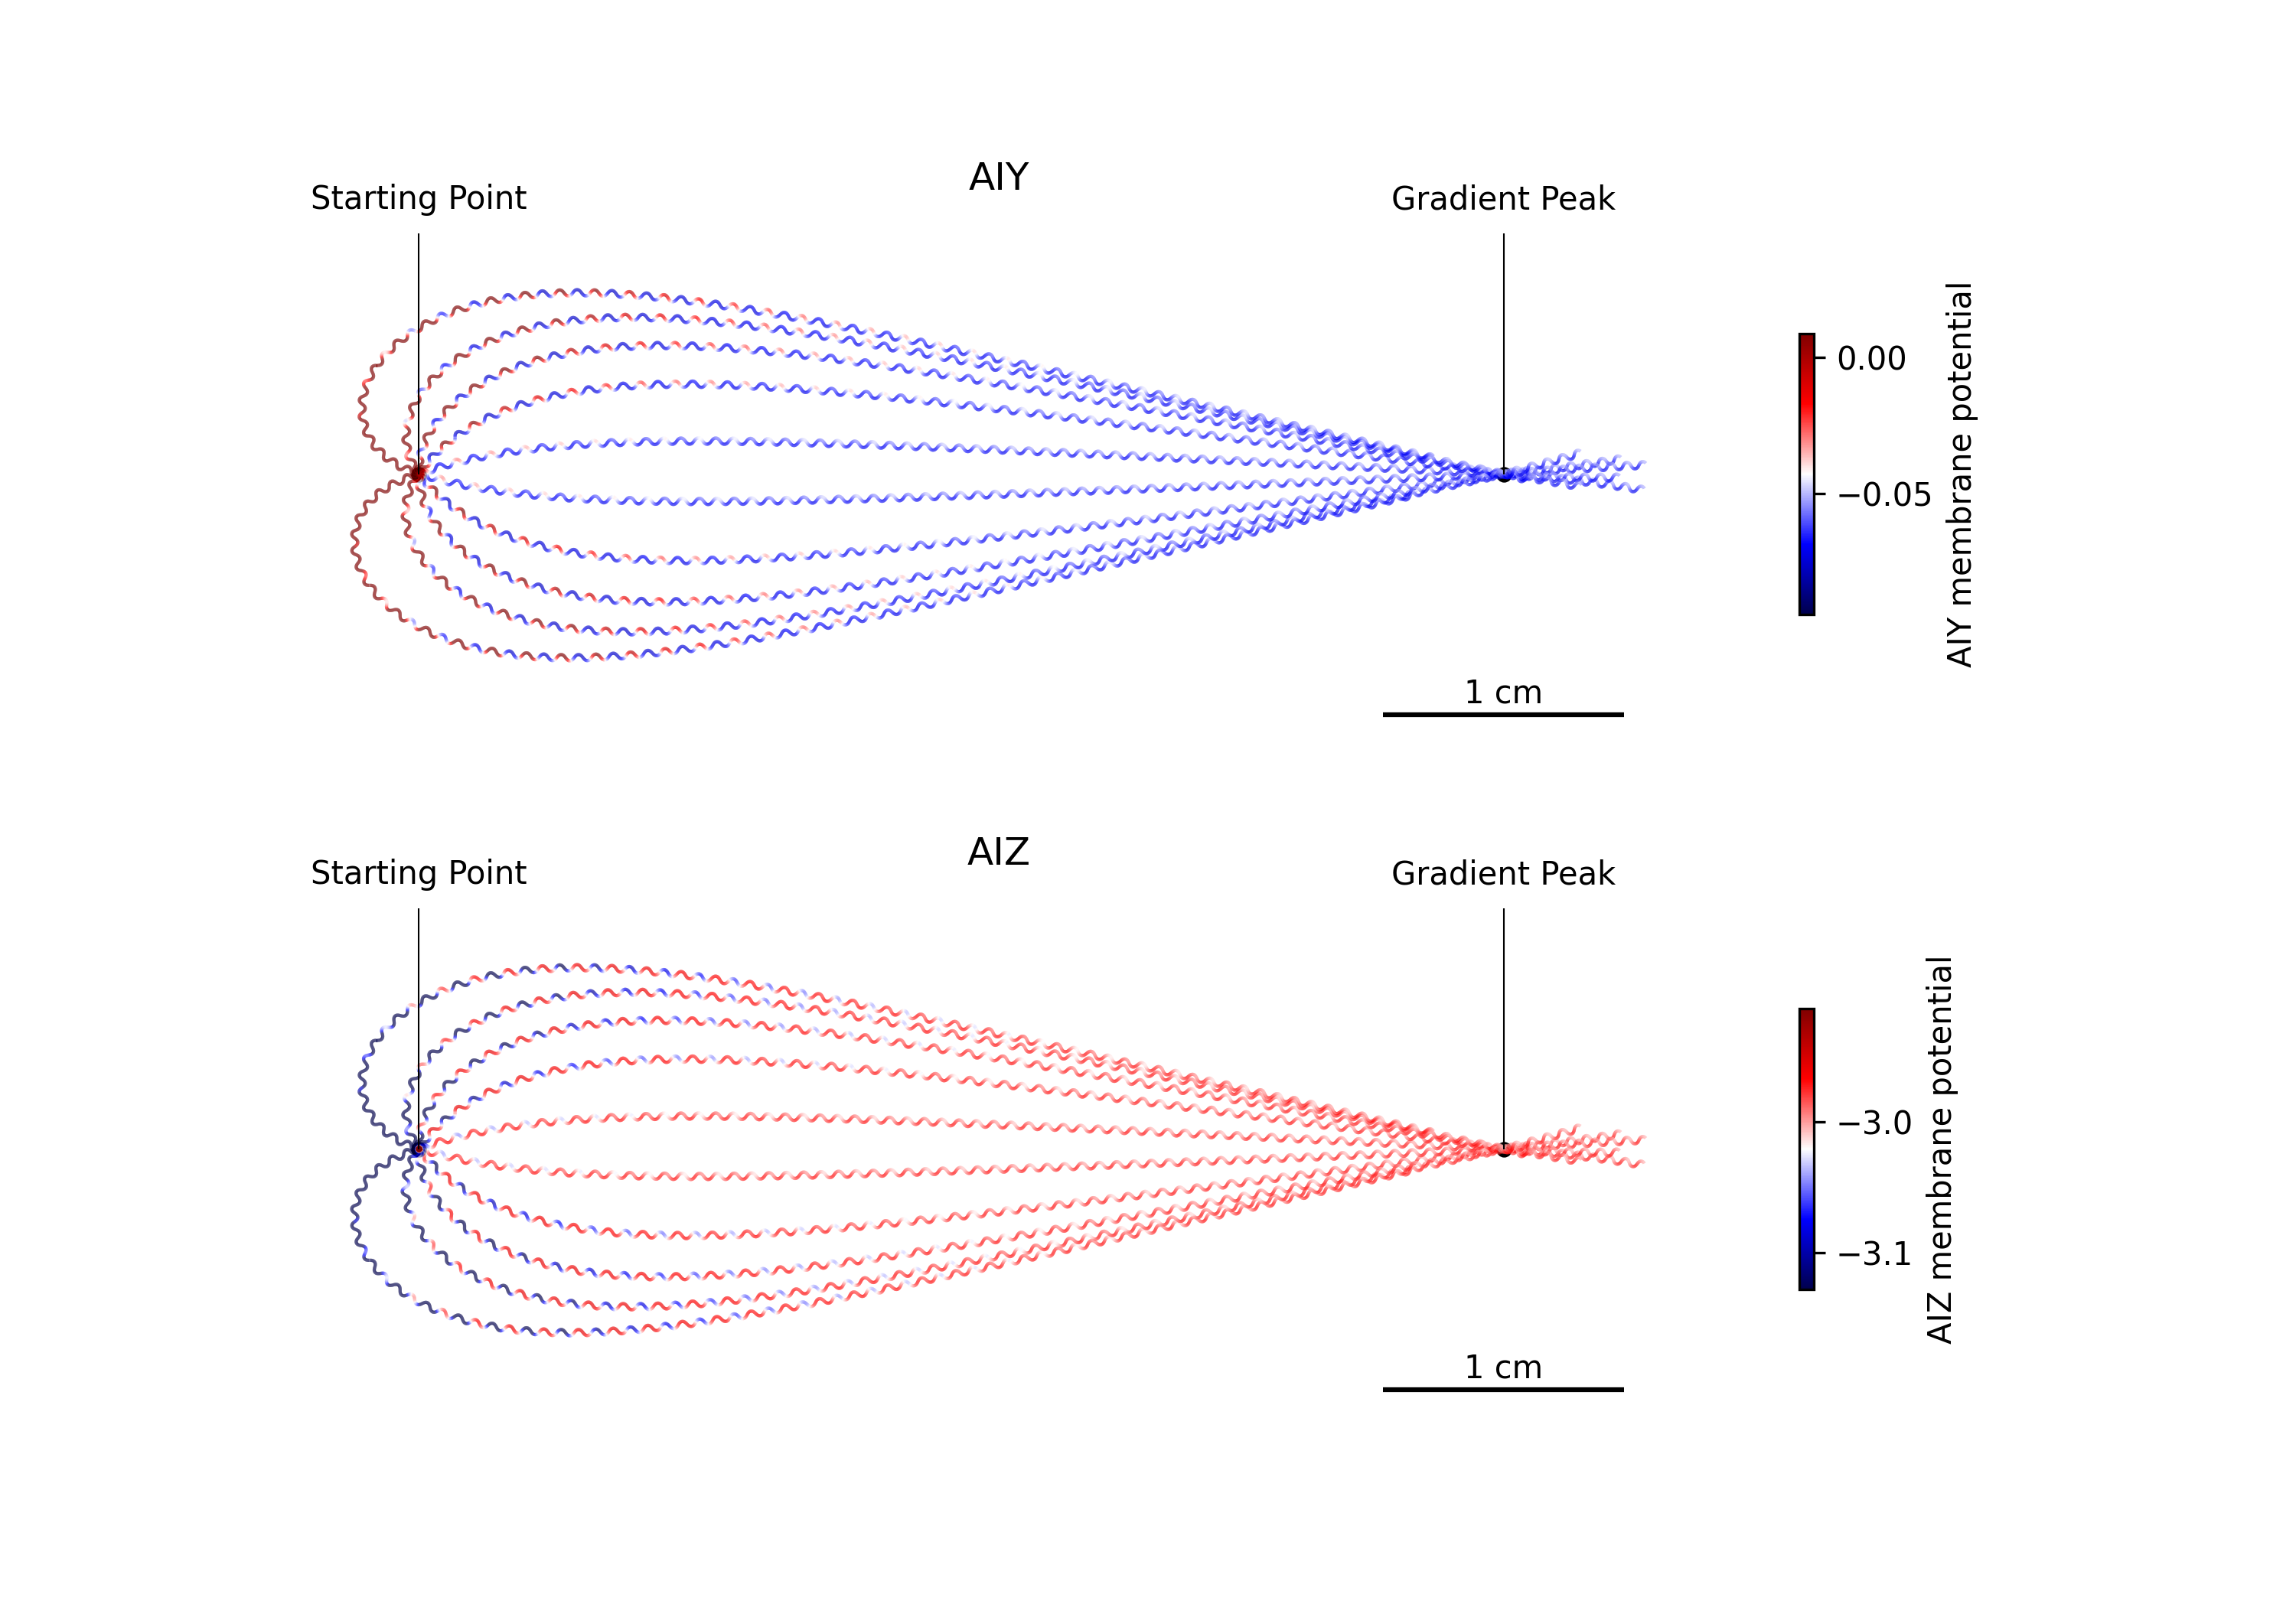 AIY
Starting Point
Gradient Peak
0.00
−0.05
AIY membrane potential
1 cm
AIZ
Starting Point
Gradient Peak
−3.0
−3.1
AIZ membrane potential
1 cm